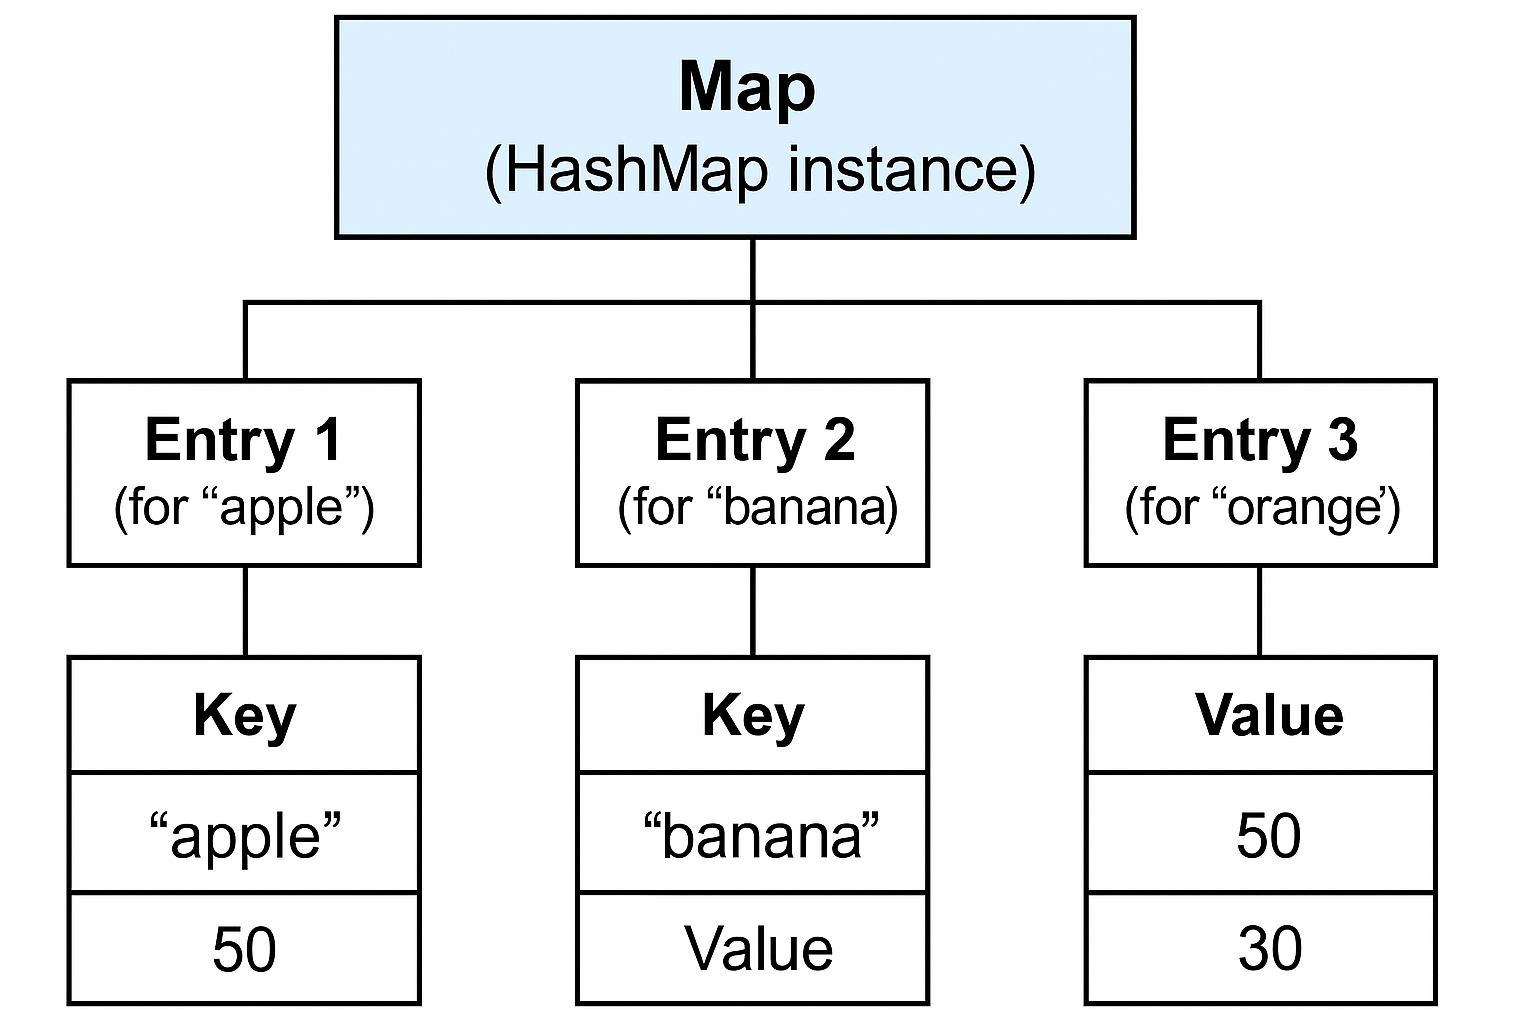 Map
(HashMap instance)
Entry 1
(for “apple”)
Entry 2
(for “banana)
Entry 3
(for “orange’)
Key
“apple”
50
Key
“banana”
Value
Value
50
30